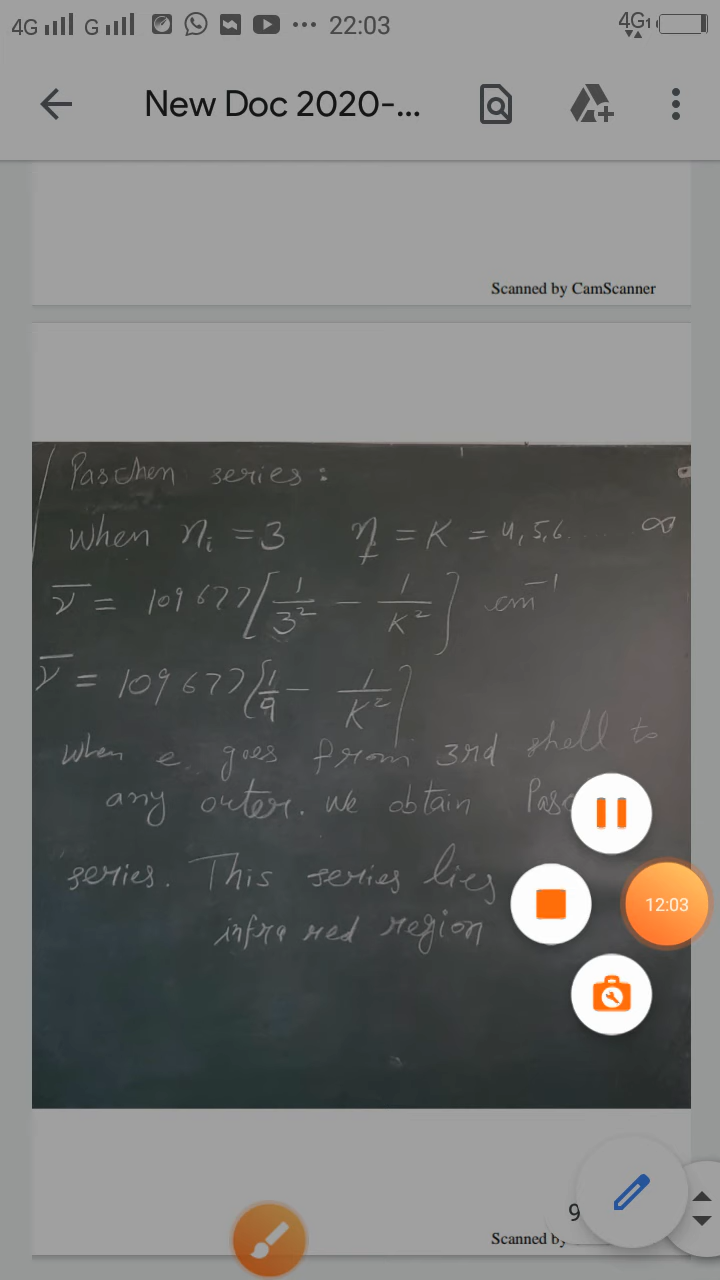 4G G 22:03 4G1
New Doc 2020-...
Scanned by CamScanner
Paschen series:
When nᵢ = 3 η = K = 4, 5, 6 .... ∞
ν̅ = 109677 [1/3² − 1/K²] cm⁻¹
ν̅ = 109677 [1/9 − 1/K²]
When e goes from 3rd shell to
any outer. We obtain
series. This series lies
infra red region
12:03
9
Scanned by